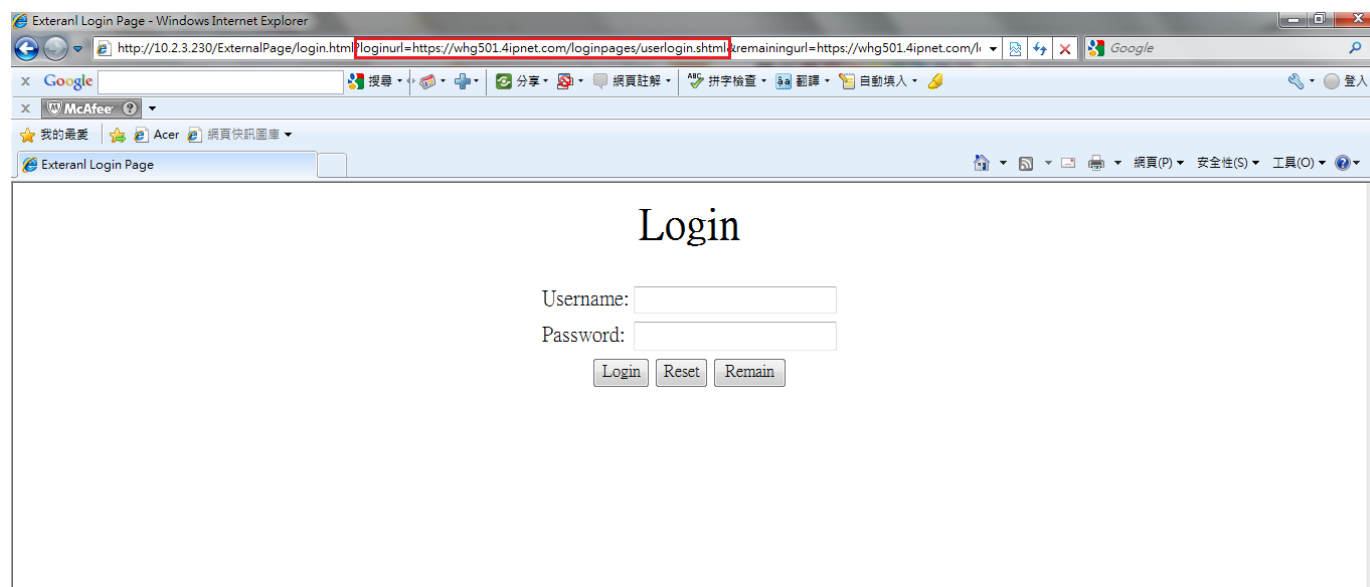 Exteranl Login Page - Windows Internet Explorer
http://10.2.3.230/ExternalPage/login.html?loginurl=https://whg501.4ipnet.com/loginpages/userlogin.shtml&remainingurl=https://whg501.4ipnet.com/l Google
x Google 搜尋 分享 網頁註解 ABC 拼字檢查 aあ 翻譯 自動填入 登入
x McAfee ?
我的最愛 Acer 網頁快訊圖庫
Exteranl Login Page 網頁(P) 安全性(S) 工具(O)
Login
Username:
Password:
Login Reset Remain